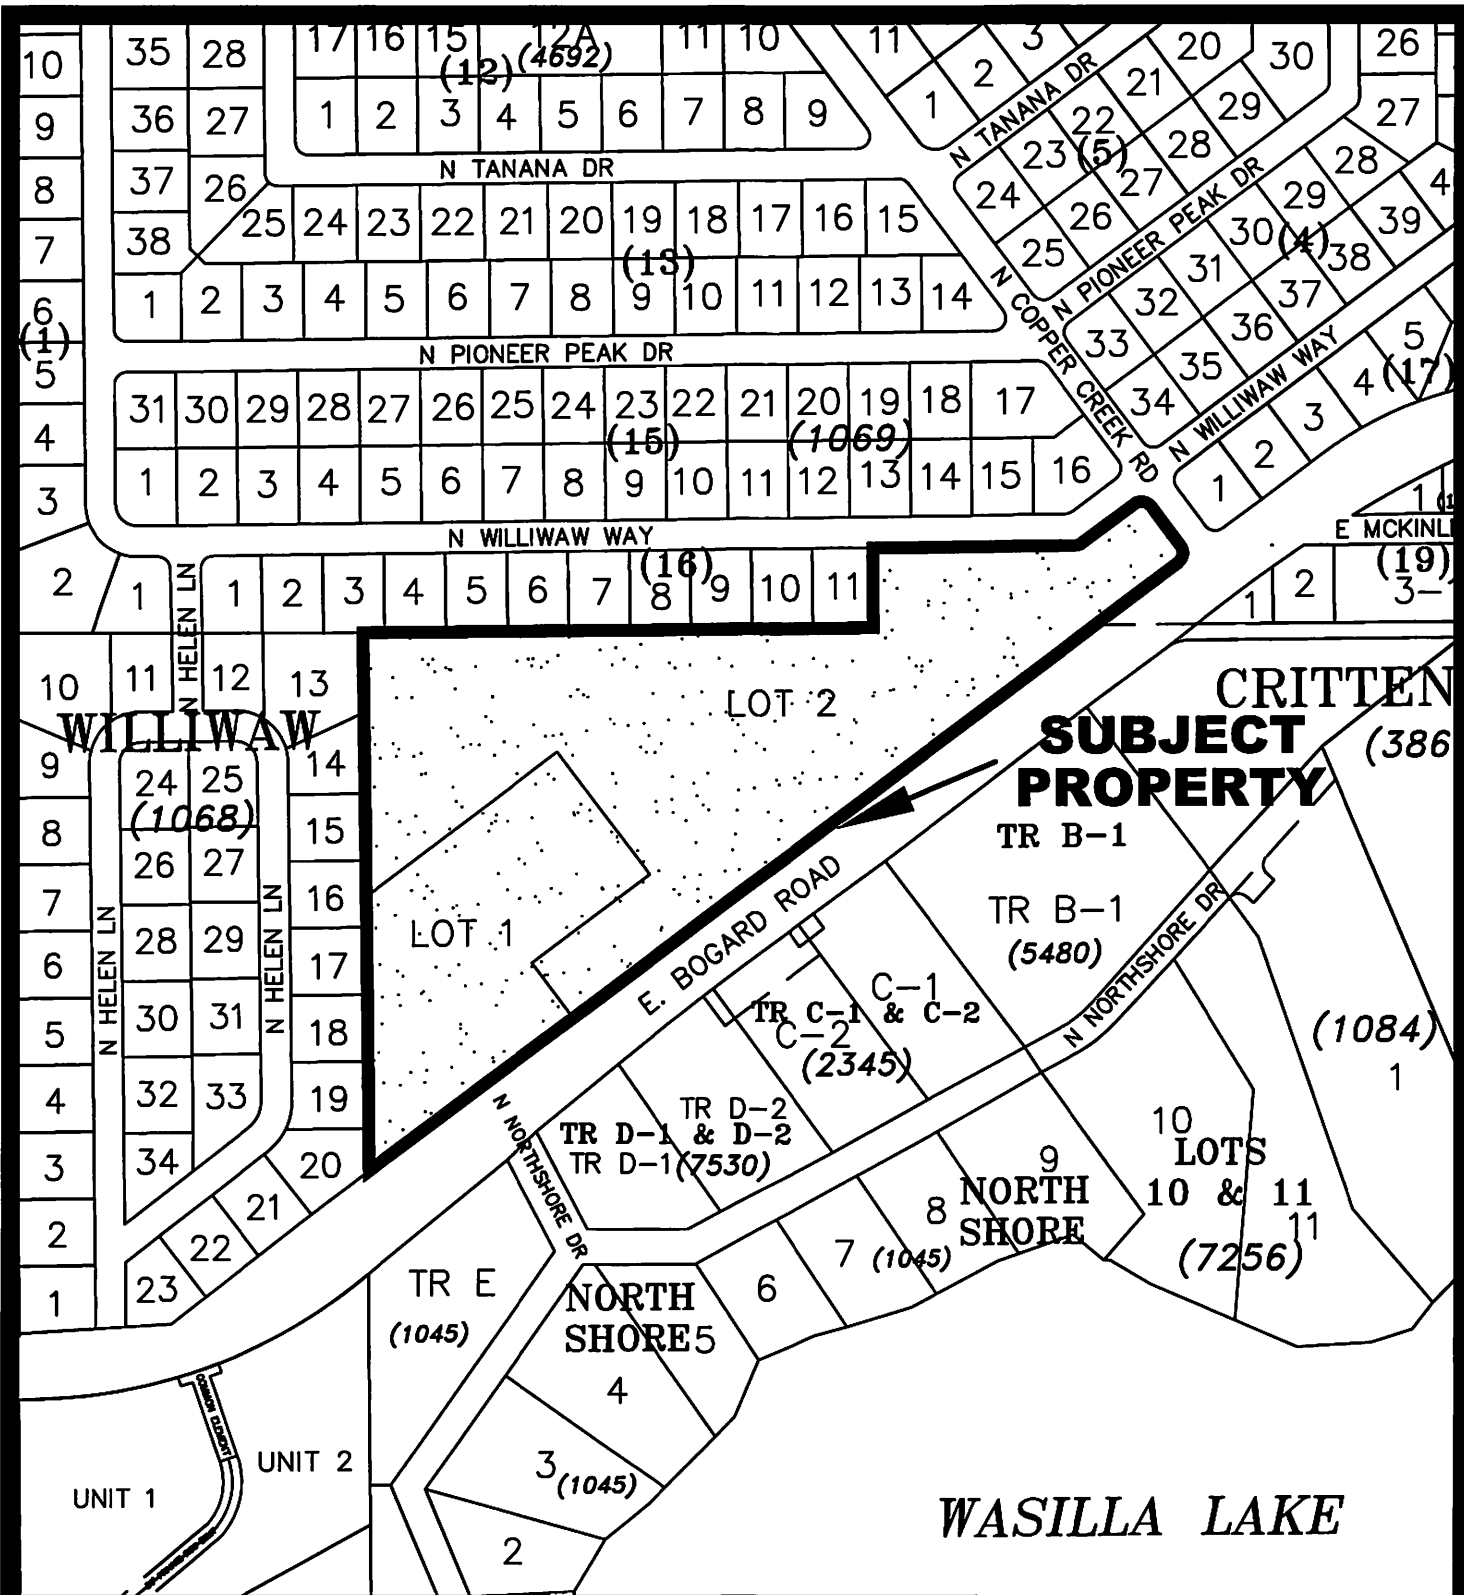 10 35 28 17 16 15 12A 11 10 11 2 3 20 30 26
(12) (4692)
9 36 27 1 2 3 4 5 6 7 8 9 1 N TANANA DR 21 29 27
22
N TANANA DR
23 (5) 28 28
8 37 26 24 27 29 4
25 24 23 22 21 20 19 18 17 16 15 26 N PIONEER PEAK DR 30 (4) 39
7 38 25 31 38
(13)
6 1 2 3 4 5 6 7 8 9 10 11 12 13 14 N COPPER CREEK RD 32 37
(1) 33 36 5
N PIONEER PEAK DR
5 35 4 (17)
31 30 29 28 27 26 25 24 23 22 21 20 19 18 17 34 N WILLIWAW WAY 3
4 (15) (1069) 2
3 1 2 3 4 5 6 7 8 9 10 11 12 13 14 15 16 1 1
N WILLIWAW WAY E MCKINL
(16) (19)
2 1 N HELEN LN 1 2 3 4 5 6 7 8 9 10 11 1 2 3-
10 11 12 13 LOT 2 CRITTEN
WILLIWAW SUBJECT (386
9 24 25 14 PROPERTY
(1068)
8 15 TR B-1
26 27
7 16 E. BOGARD ROAD TR B-1
N HELEN LN N HELEN LN LOT 1 N NORTHSHORE DR
28 29 (5480)
6 17 C-1
TR C-1 & C-2
5 30 31 18 C-2 (1084)
(2345) 1
4 32 33 19 N NORTHSHORE DR TR D-2 10
TR D-1 & D-2 LOTS
3 34 20 TR D-1 (7530) 9
NORTH 10 & 11
21 8 SHORE 11
2 22 7 (1045) (7256)
1 23 TR E NORTH 6
(1045) SHORE 5
4
COMMON ELEMENT
UNIT 2 3 (1045)
UNIT 1 WASILLA LAKE
2